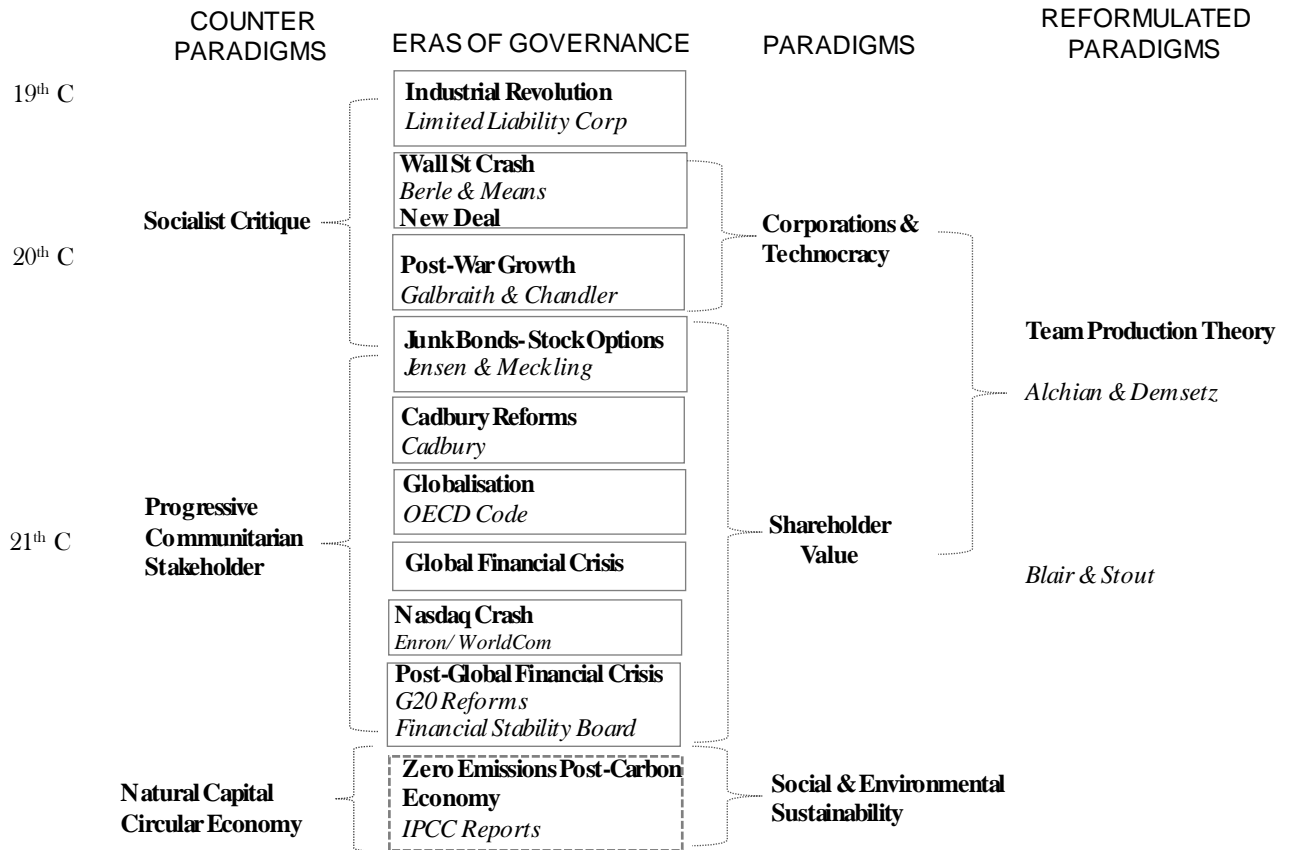 COUNTER
PARADIGMS
ERAS OF GOVERNANCE
PARADIGMS
REFORMULATED
PARADIGMS
19th C
Industrial Revolution
Limited Liability Corp
Wall St Crash
Berle & Means
New Deal
Socialist Critique
Corporations &
Technocracy
20th C
Post-War Growth
Galbraith & Chandler
Junk Bonds- Stock Options
Jensen & Meckling
Team Production Theory
Alchian & Demsetz
Cadbury Reforms
Cadbury
Globalisation
OECD Code
Progressive
Communitarian
Stakeholder
21th C
Shareholder
Value
Global Financial Crisis
Blair & Stout
Nasdaq Crash
Enron/ WorldCom
Post-Global Financial Crisis
G20 Reforms
Financial Stability Board
Zero Emissions Post-Carbon
Economy
IPCC Reports
Natural Capital
Circular Economy
Social & Environmental
Sustainability